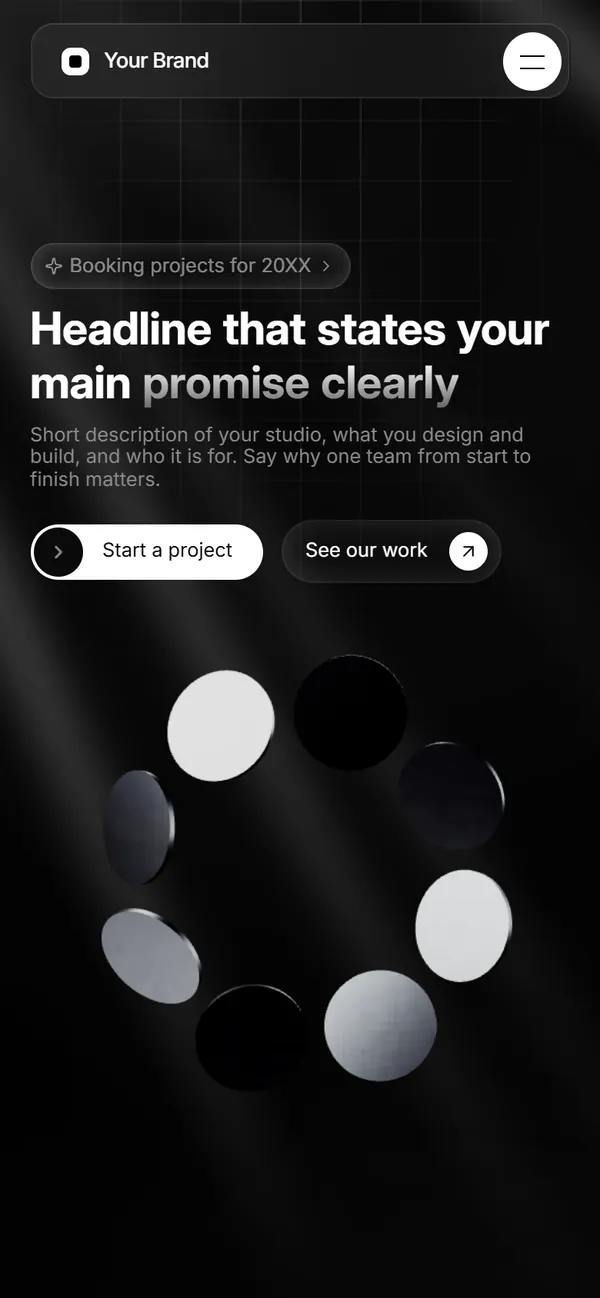 Your Brand
Booking projects for 20XX
Headline that states your
main promise clearly
Short description of your studio, what you design and
build, and who it is for. Say why one team from start to
finish matters.
Start a project
See our work